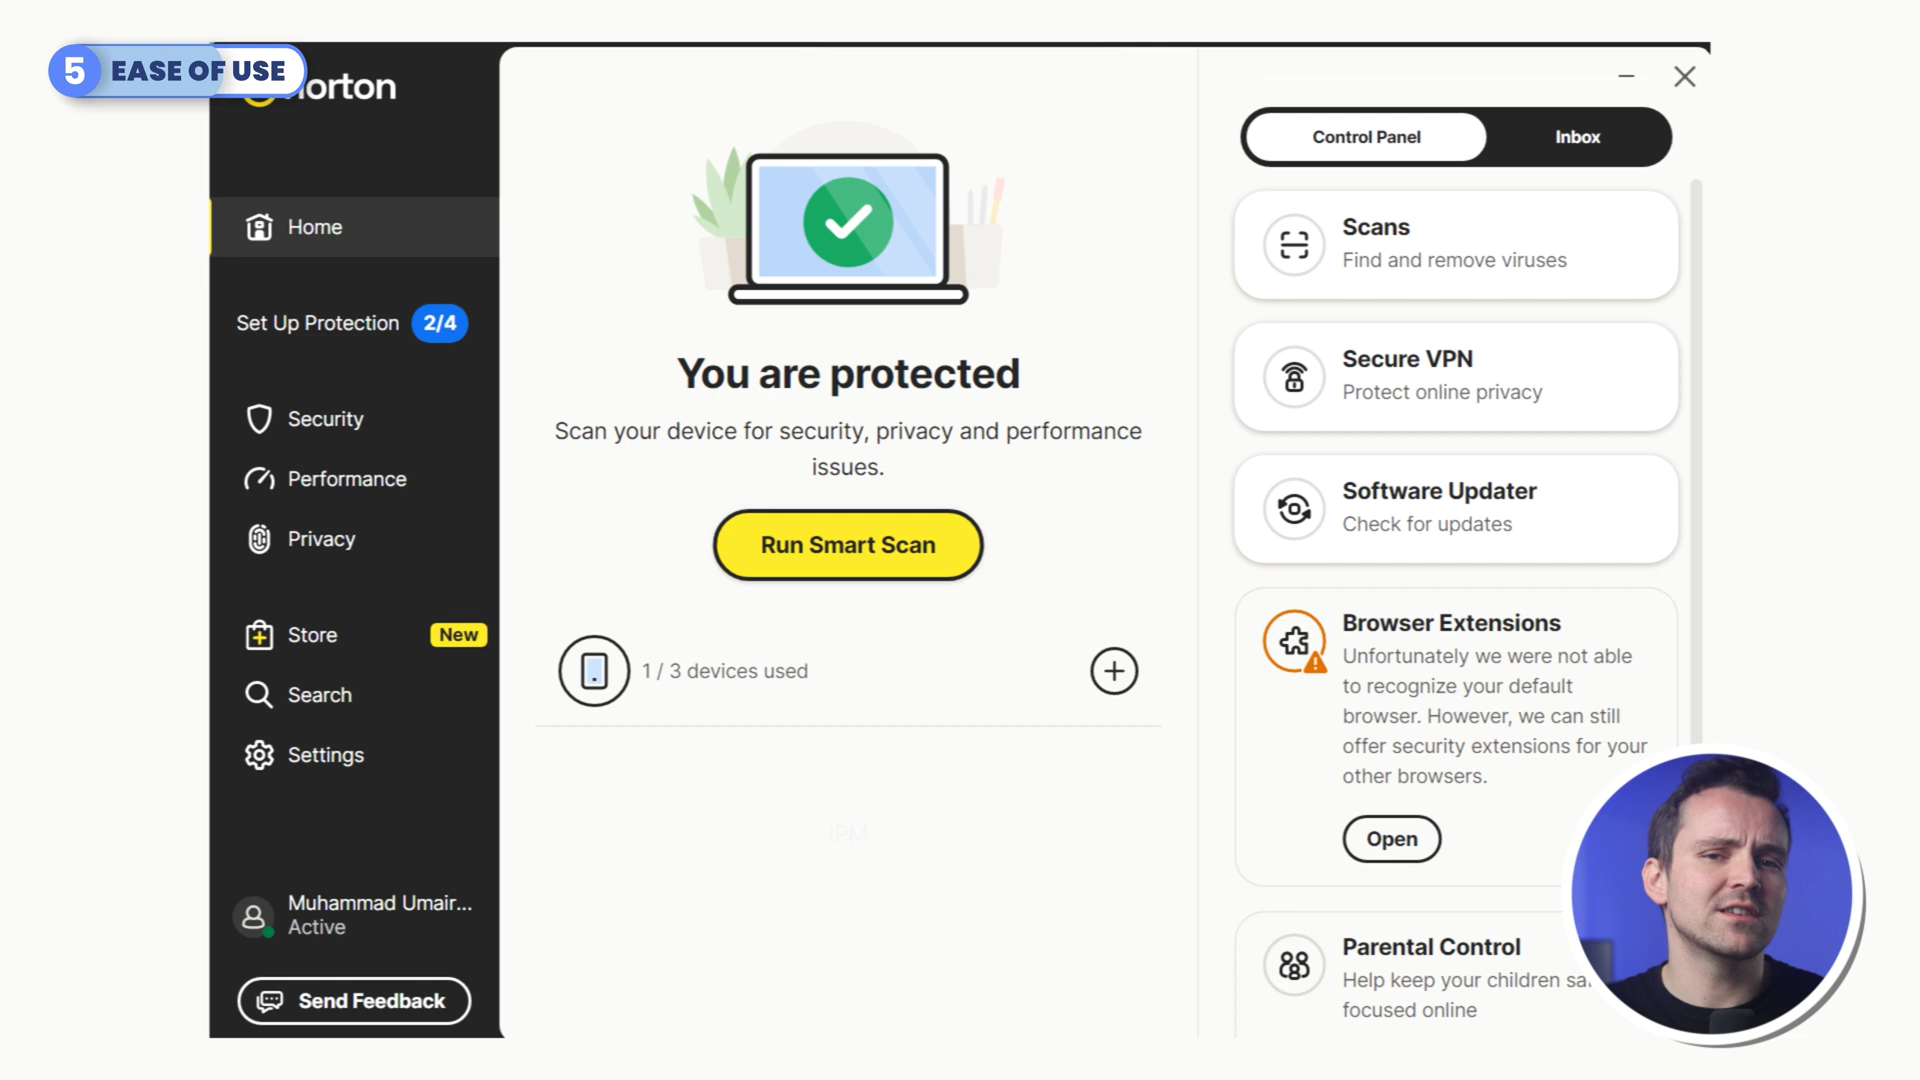 5 EASE OF USE
norton
Home
Set Up Protection 2/4
Security
Performance
Privacy
Store New
Search
Settings
Muhammad Umair...
Active
Send Feedback
You are protected
Scan your device for security, privacy and performance
issues.
Run Smart Scan
1 / 3 devices used
IPM
Control Panel Inbox
Scans
Find and remove viruses
Secure VPN
Protect online privacy
Software Updater
Check for updates
Browser Extensions
Unfortunately we were not able
to recognize your default
browser. However, we can still
offer security extensions for your
other browsers.
Open
Parental Control
Help keep your children
focused online